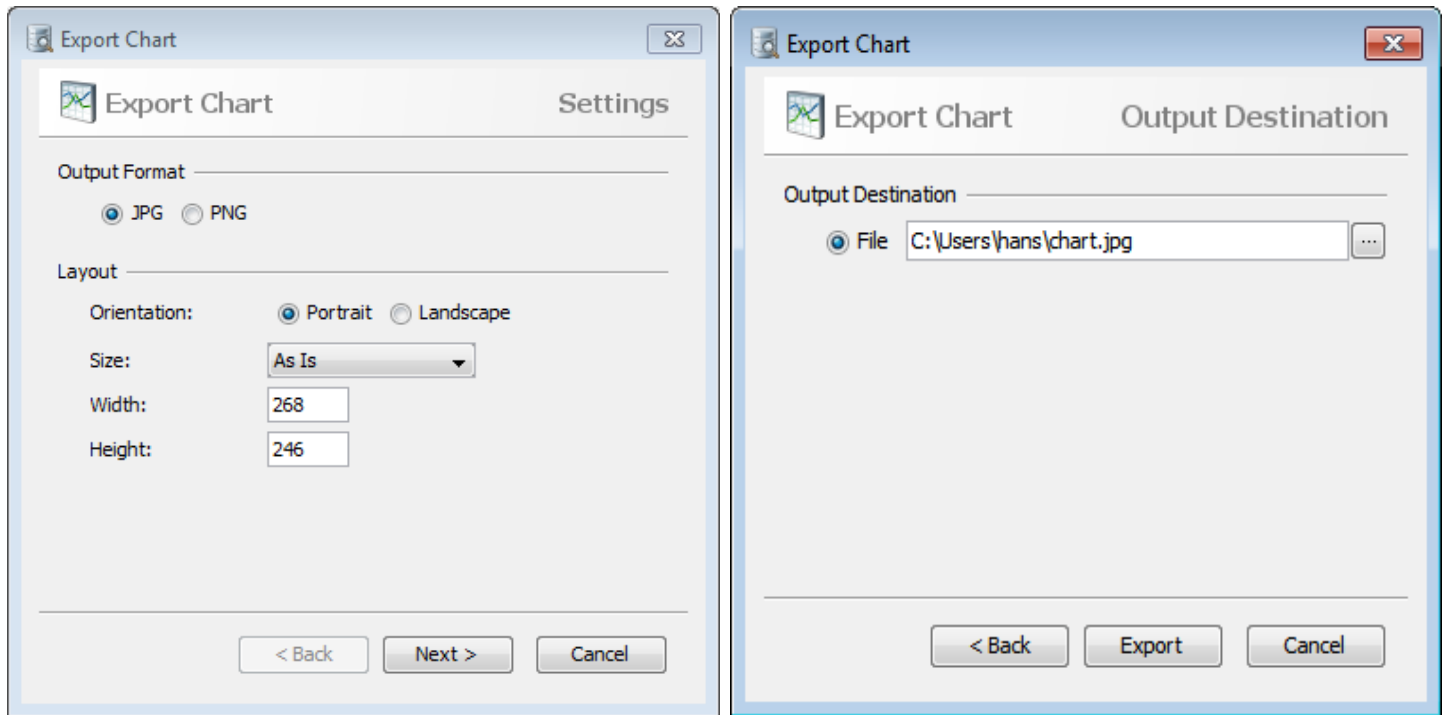 Export Chart
Export Chart Settings
Output Format
JPG PNG
Layout
Orientation: Portrait Landscape
Size: As Is
Width: 268
Height: 246
< Back Next > Cancel
Export Chart
Export Chart Output Destination
Output Destination
File C:\Users\hans\chart.jpg ...
< Back Export Cancel